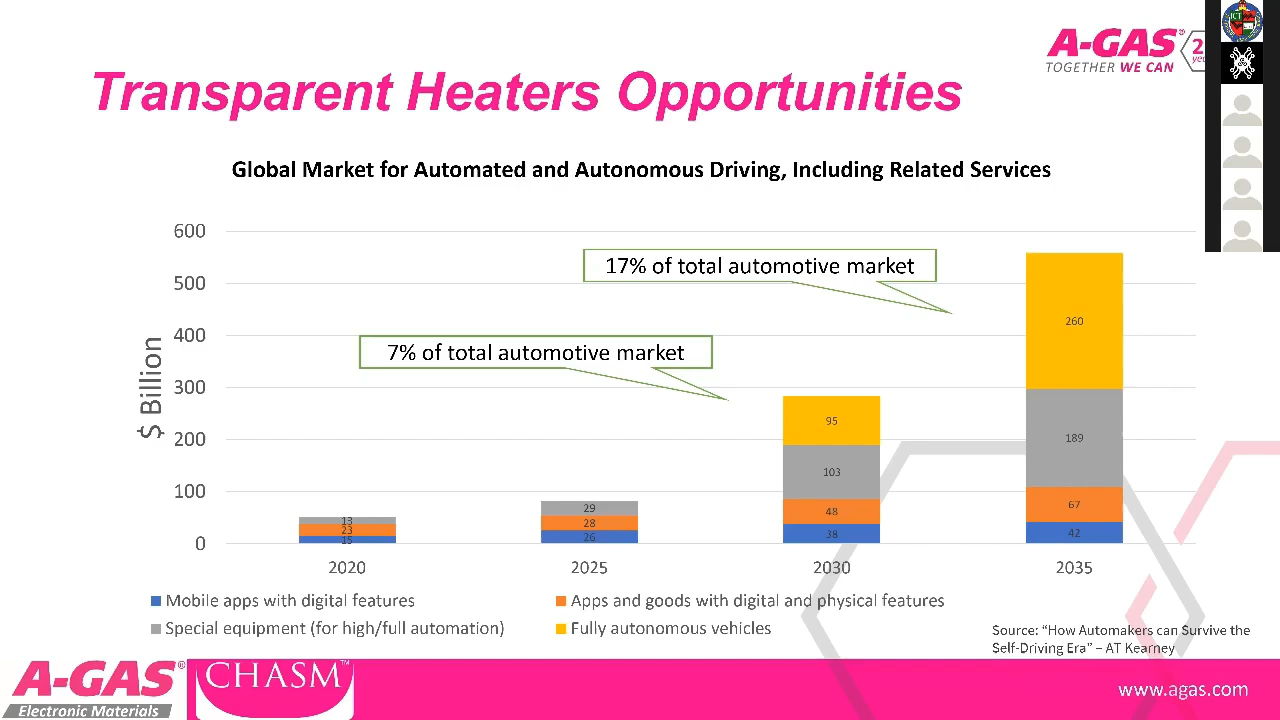 A-GAS®
TOGETHER WE CAN
Transparent Heaters Opportunities
Global Market for Automated and Autonomous Driving, Including Related Services
$ Billion
600
500
400
300
200
100
0
17% of total automotive market
7% of total automotive market
13
23
15
29
28
26
95
103
48
38
260
189
67
42
2020 2025 2030 2035
Mobile apps with digital features
Apps and goods with digital and physical features
Special equipment (for high/full automation)
Fully autonomous vehicles
Source: “How Automakers can Survive the
Self-Driving Era” – AT Kearney
A-GAS®
Electronic Materials
CHASM™
www.agas.com
ICT